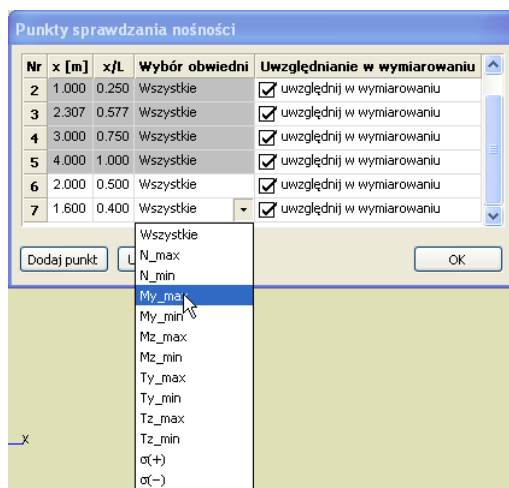 Punkty sprawdzania nośności
Nr x [m] x/L Wybór obwiedni Uwzględnianie w wymiarowaniu
2 1.000 0.250 Wszystkie uwzględnij w wymiarowaniu
3 2.307 0.577 Wszystkie uwzględnij w wymiarowaniu
4 3.000 0.750 Wszystkie uwzględnij w wymiarowaniu
5 4.000 1.000 Wszystkie uwzględnij w wymiarowaniu
6 2.000 0.500 Wszystkie uwzględnij w wymiarowaniu
7 1.600 0.400 Wszystkie uwzględnij w wymiarowaniu
Wszystkie
Dodaj punkt OK
N_max
N_min
My_max
My_min
Mz_max
Mz_min
Ty_max
Ty_min
Tz_max
Tz_min
x
σ(+)
σ(-)